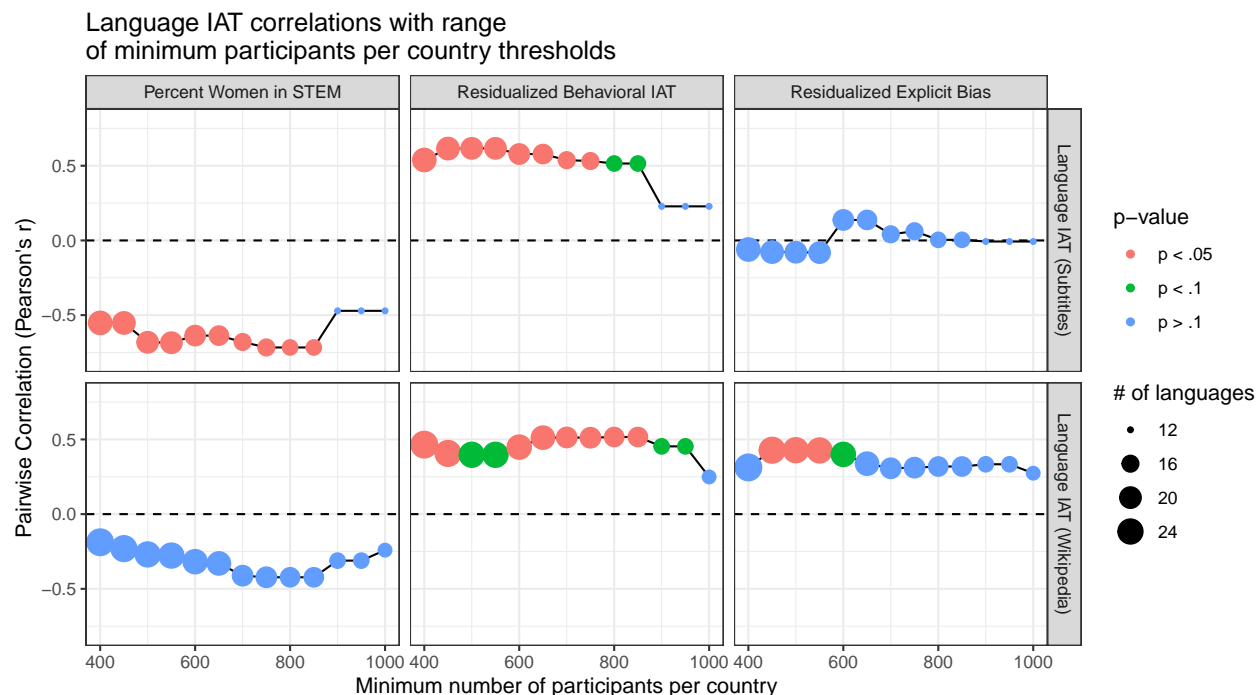 Language IAT correlations with range
of minimum participants per country thresholds
Percent Women in STEM
Residualized Behavioral IAT
Residualized Explicit Bias
Pairwise Correlation (Pearson's r)
0.5
0.0
−0.5
Language IAT (Subtitles)
0.5
0.0
−0.5
Language IAT (Wikipedia)
400 600 800 1000
400 600 800 1000
400 600 800 1000
Minimum number of participants per country
p−value
p < .05
p < .1
p > .1
# of languages
12
16
20
24